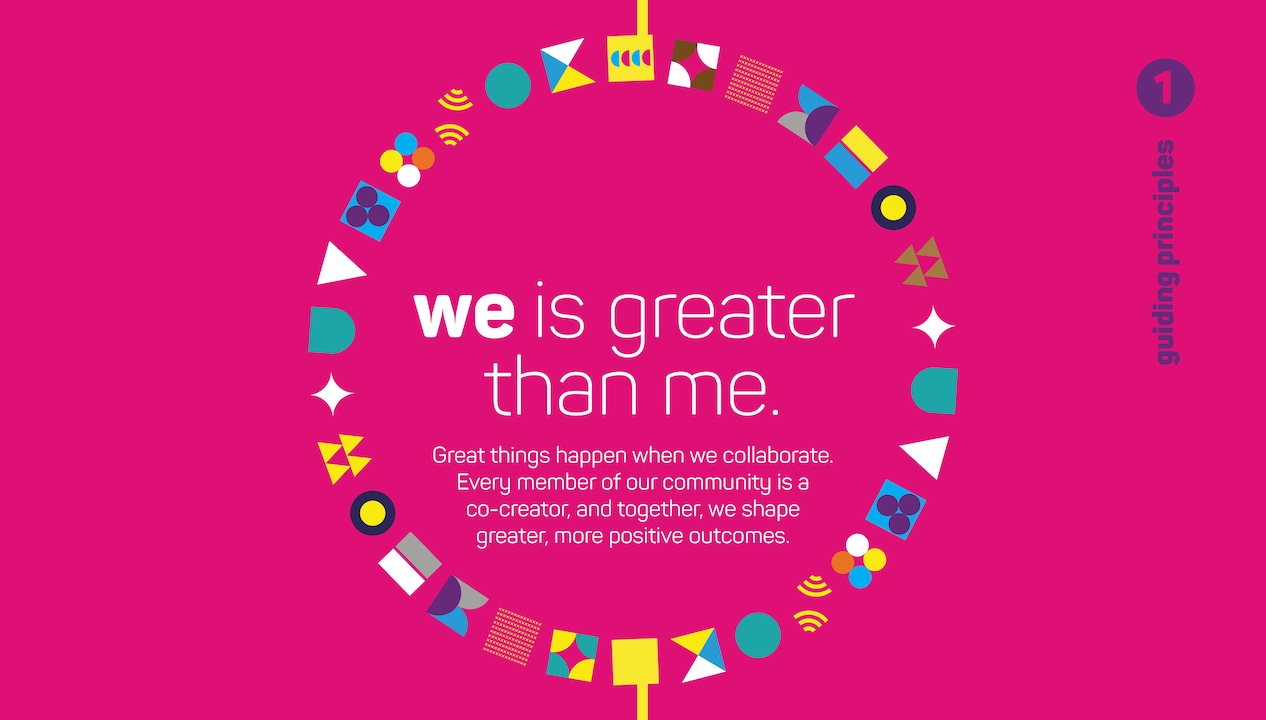 we is greater
than me.
Great things happen when we collaborate.
Every member of our community is a
co-creator, and together, we shape
greater, more positive outcomes.
1
guiding principles